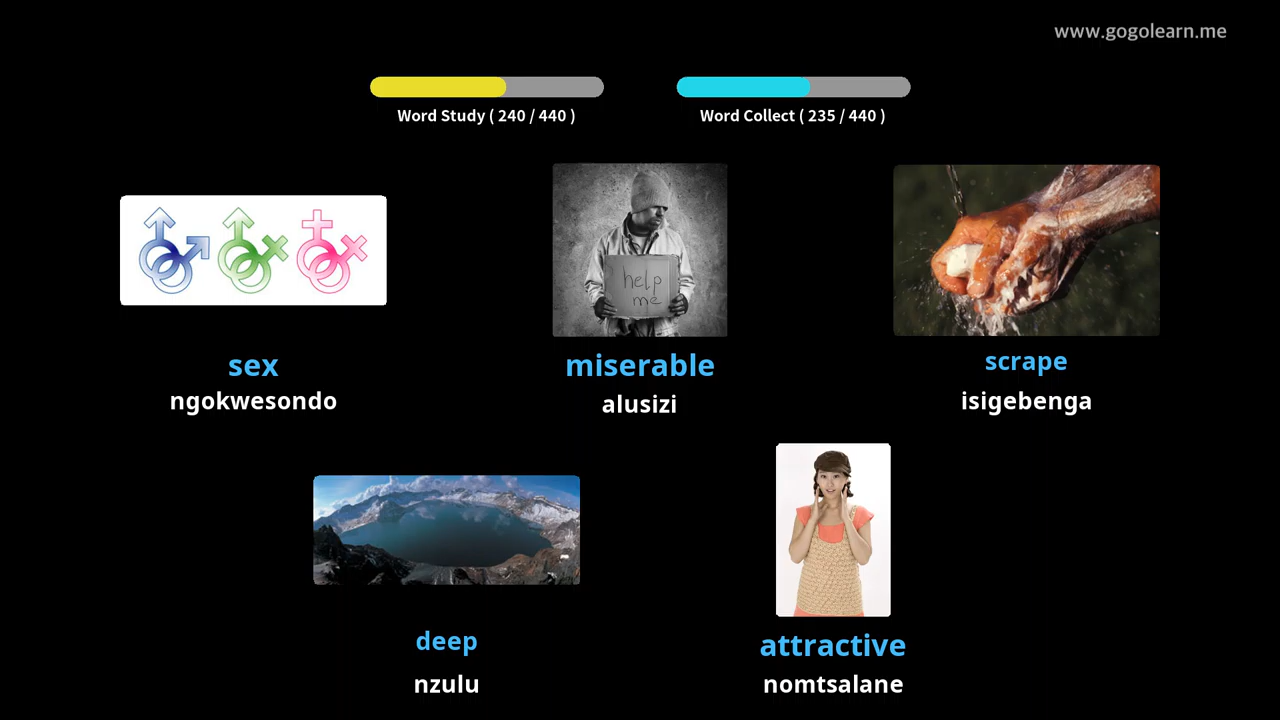 www.gogolearn.me
Word Study ( 240 / 440 )
Word Collect ( 235 / 440 )
help
me
sex
ngokwesondo
miserable
alusizi
scrape
isigebenga
deep
nzulu
attractive
nomtsalane